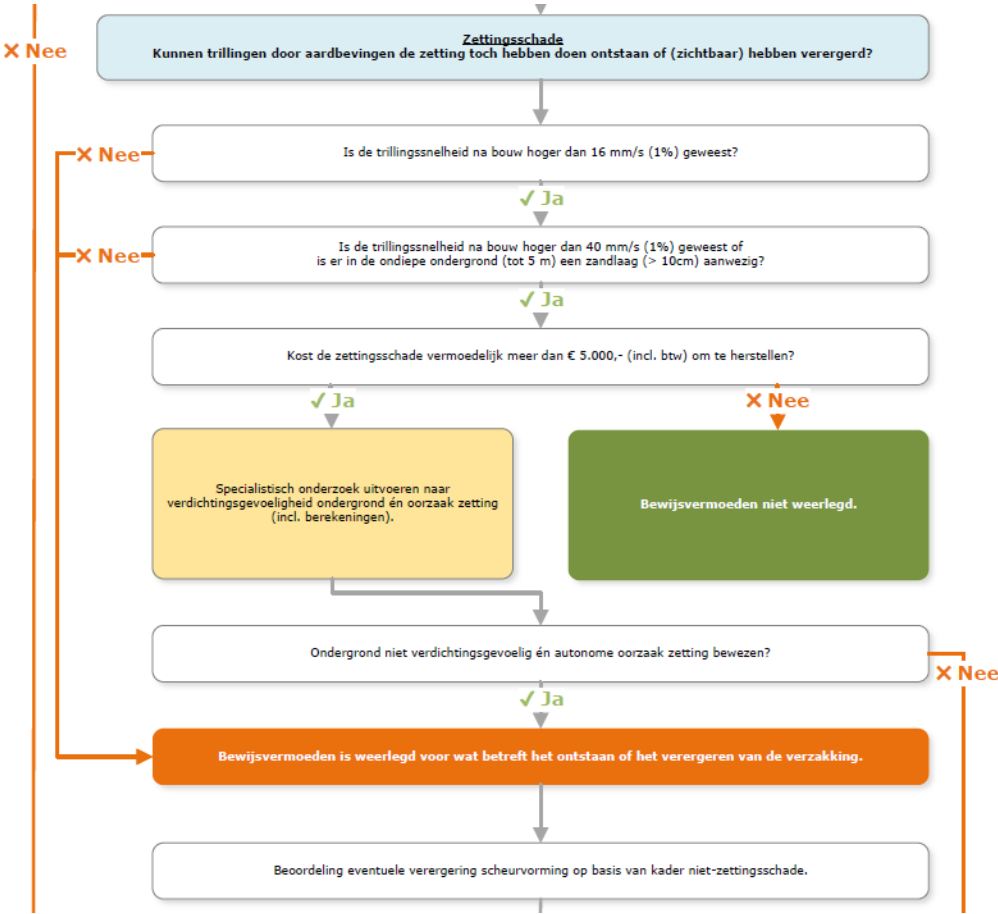 Zettingsschade
✕ Nee
Kunnen trillingen door aardbevingen de zetting toch hebben doen ontstaan of (zichtbaar) hebben verergerd?
✕ Nee
Is de trillingssnelheid na bouw hoger dan 16 mm/s (1%) geweest?
✓ Ja
✕ Nee
Is de trillingssnelheid na bouw hoger dan 40 mm/s (1%) geweest of
is er in de ondiepe ondergrond (tot 5 m) een zandlaag (> 10cm) aanwezig?
✓ Ja
Kost de zettingsschade vermoedelijk meer dan € 5.000,- (incl. btw) om te herstellen?
✓ Ja
✕ Nee
Specialistisch onderzoek uitvoeren naar
verdichtingsgevoeligheid ondergrond én oorzaak zetting
(incl. berekeningen).
Bewijsvermoeden niet weerlegd.
Ondergrond niet verdichtingsgevoelig én autonome oorzaak zetting bewezen?
✕ Nee
✓ Ja
Bewijsvermoeden is weerlegd voor wat betreft het ontstaan of het verergeren van de verzakking.
Beoordeling eventuele verergering scheurvorming op basis van kader niet-zettingsschade.